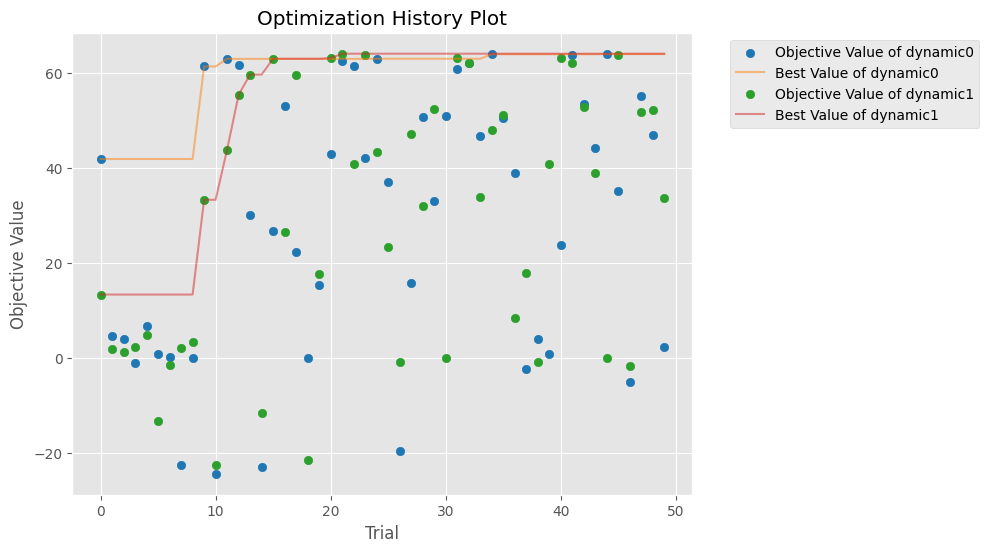 Optimization History Plot
Objective Value
60
40
20
0
−20
0 10 20 30 40 50
Trial
Objective Value of dynamic0
Best Value of dynamic0
Objective Value of dynamic1
Best Value of dynamic1